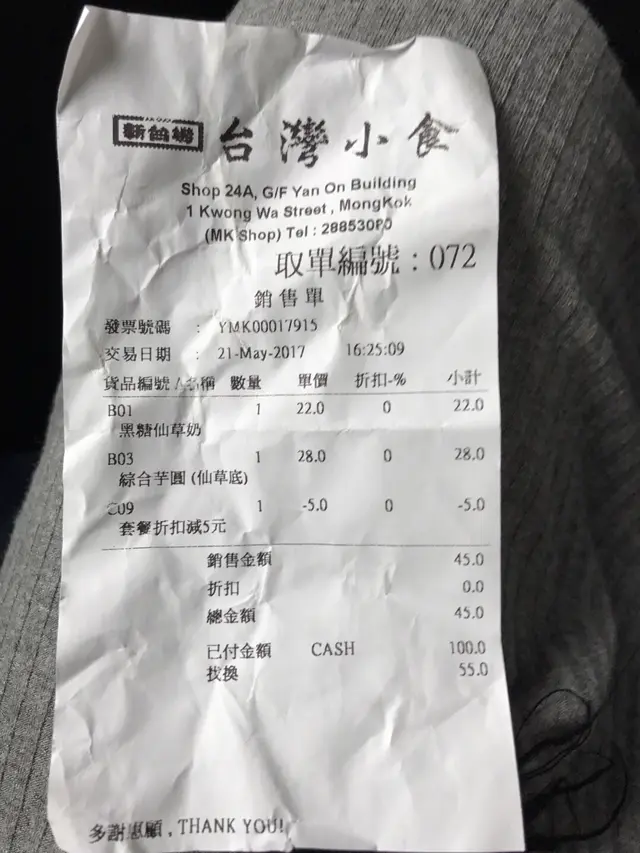 台灣小食
Shop 24A, G/F Yan On Building
1 Kwong Wa Street , MongKok
(MK Shop) Tel : 28853080
取單編號 : 072
銷售單
發票號碼 : YMK00017915
交易日期 : 21-May-2017 16:25:09
貨品編號 /名稱 數量 單價 折扣-% 小計
B01 1 22.0 0 22.0
黑糖仙草奶
B03 1 28.0 0 28.0
綜合芋圓 (仙草底)
C09 1 -5.0 0 -5.0
套餐折扣減5元
銷售金額 45.0
折扣 0.0
總金額 45.0
已付金額 CASH 100.0
找換 55.0
多謝惠顧 , THANK YOU!